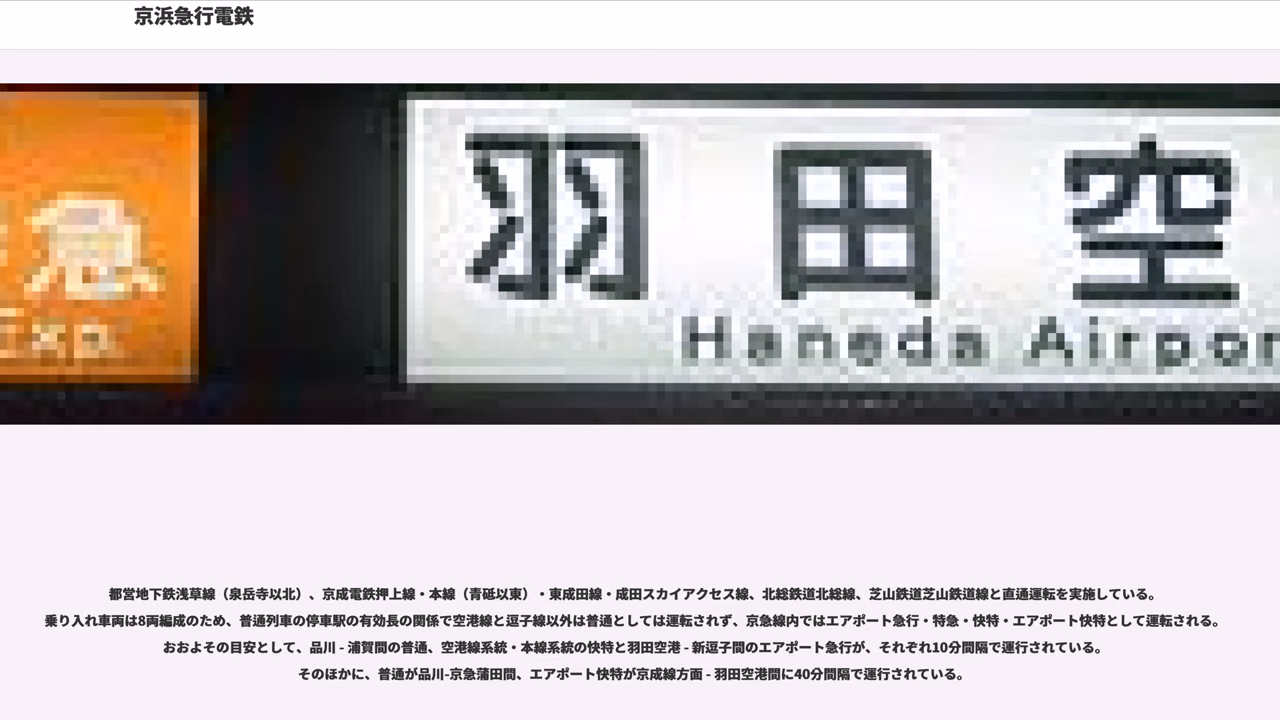 京浜急行電鉄
急 羽田空
Exp. Haneda Airpor
都営地下鉄浅草線（泉岳寺以北）、京成電鉄押上線・本線（青砥以東）・東成田線・成田スカイアクセス線、北総鉄道北総線、芝山鉄道芝山鉄道線と直通運転を実施している。
乗り入れ車両は8両編成のため、普通列車の停車駅の有効長の関係で空港線と逗子線以外は普通としては運転されず、京急線内ではエアポート急行・特急・快特・エアポート快特として運転される。
おおよその目安として、品川 - 浦賀間の普通、空港線系統・本線系統の快特と羽田空港 - 新逗子間のエアポート急行が、それぞれ10分間隔で運行されている。
そのほかに、普通が品川-京急蒲田間、エアポート快特が京成線方面 - 羽田空港間に40分間隔で運行されている。